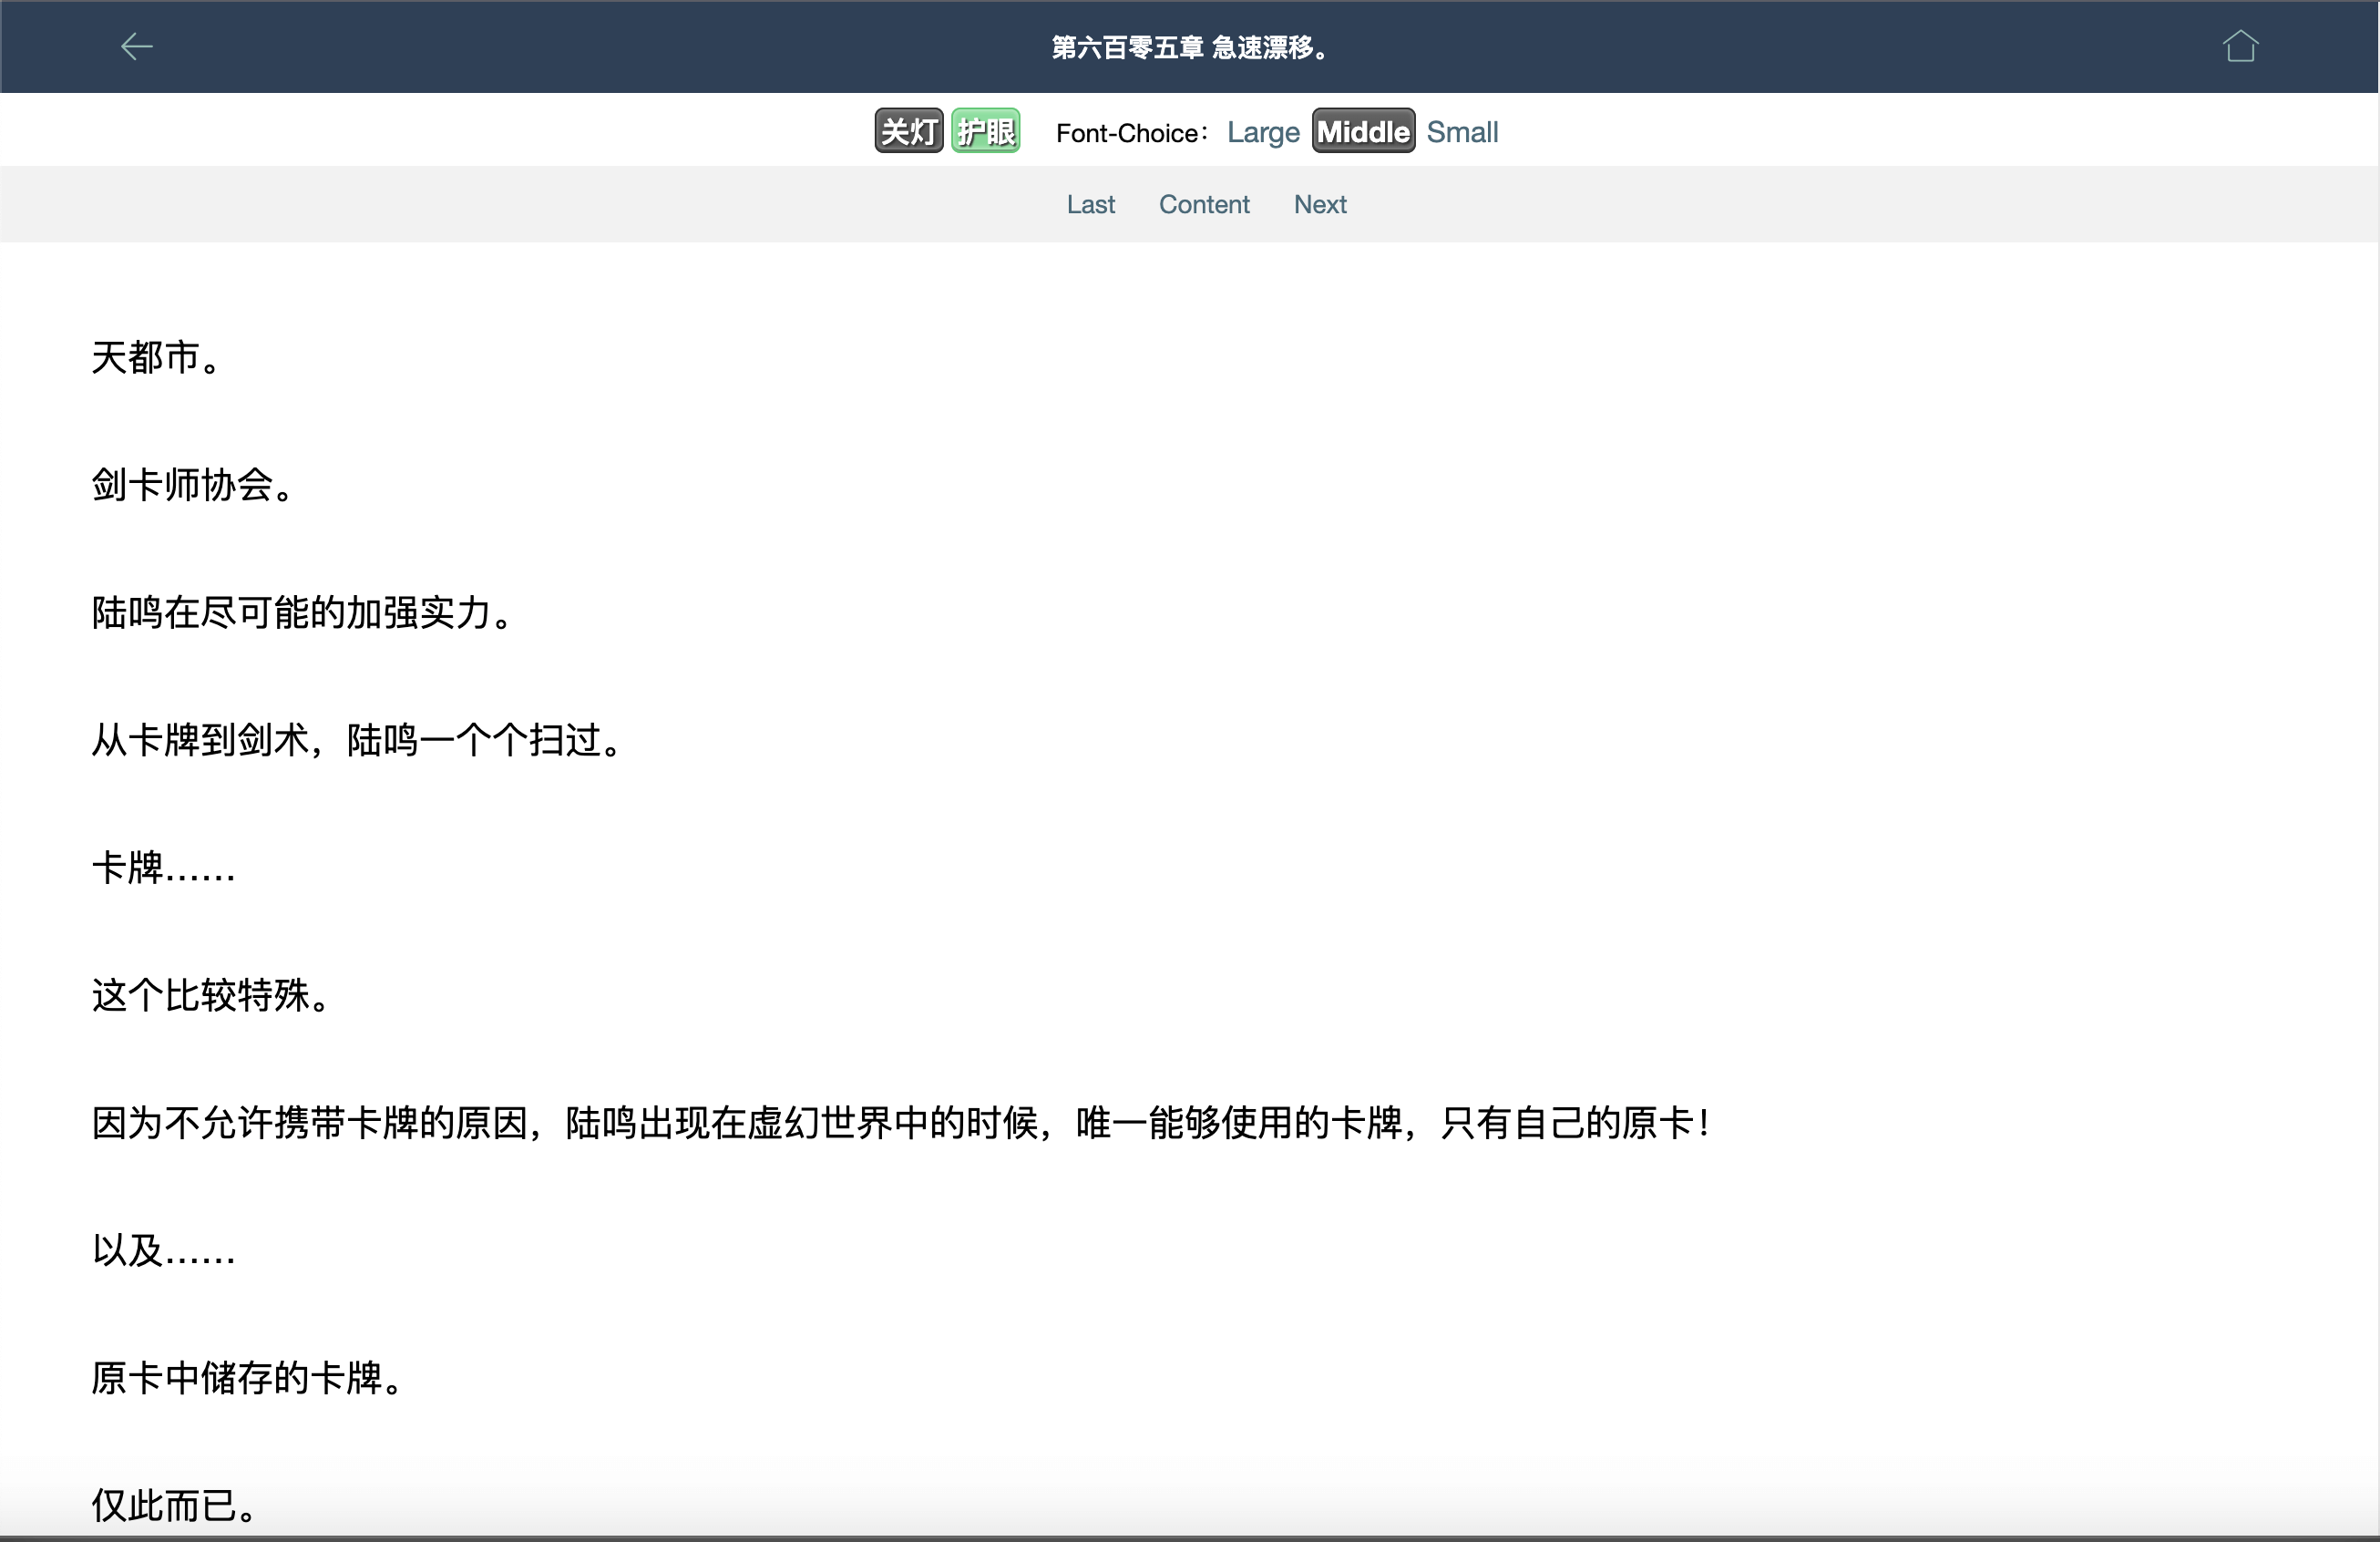 第六百零五章 急速漂移。
关灯 护眼 Font-Choice： Large Middle Small
Last Content Next
天都市。
剑卡师协会。
陆鸣在尽可能的加强实力。
从卡牌到剑术，陆鸣一个个扫过。
卡牌……
这个比较特殊。
因为不允许携带卡牌的原因，陆鸣出现在虚幻世界中的时候，唯一能够使用的卡牌，只有自己的原卡！
以及……
原卡中储存的卡牌。
仅此而已。